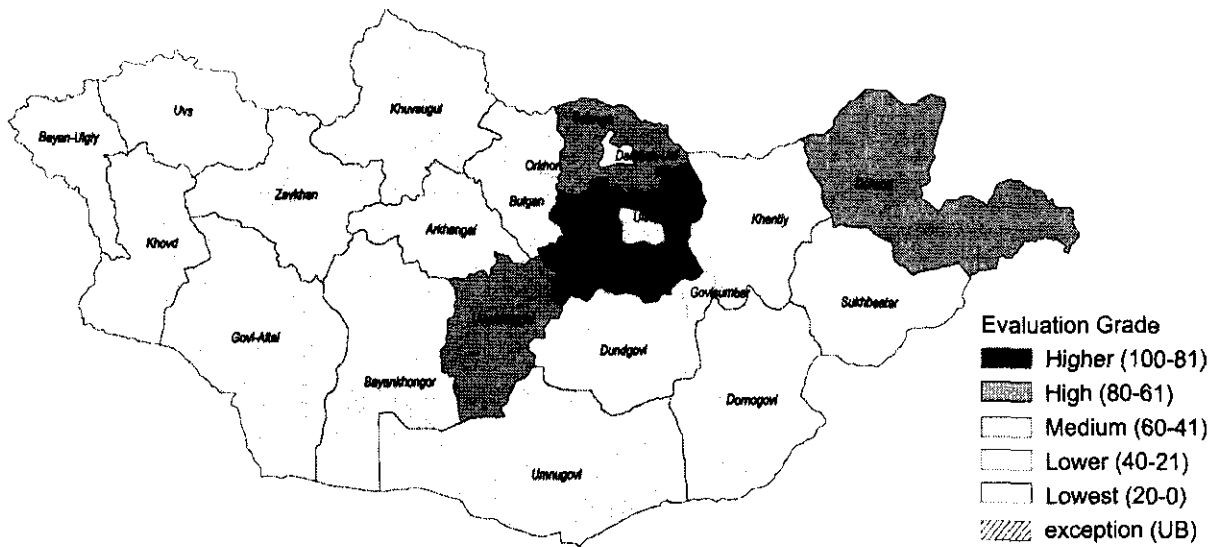 Uvs
Khuvsugul
Bayan-Ulgiy
Orkhon
Zavkhan
Bulgan
Khentiy
Arkhangai
Khovd
Govisumber
Sukhbaatar
Govi-Altai
Dundgovi
Bayankhongor
Dornogovi
Umnugovi
Evaluation Grade
Higher (100-81)
High (80-61)
Medium (60-41)
Lower (40-21)
Lowest (20-0)
exception (UB)